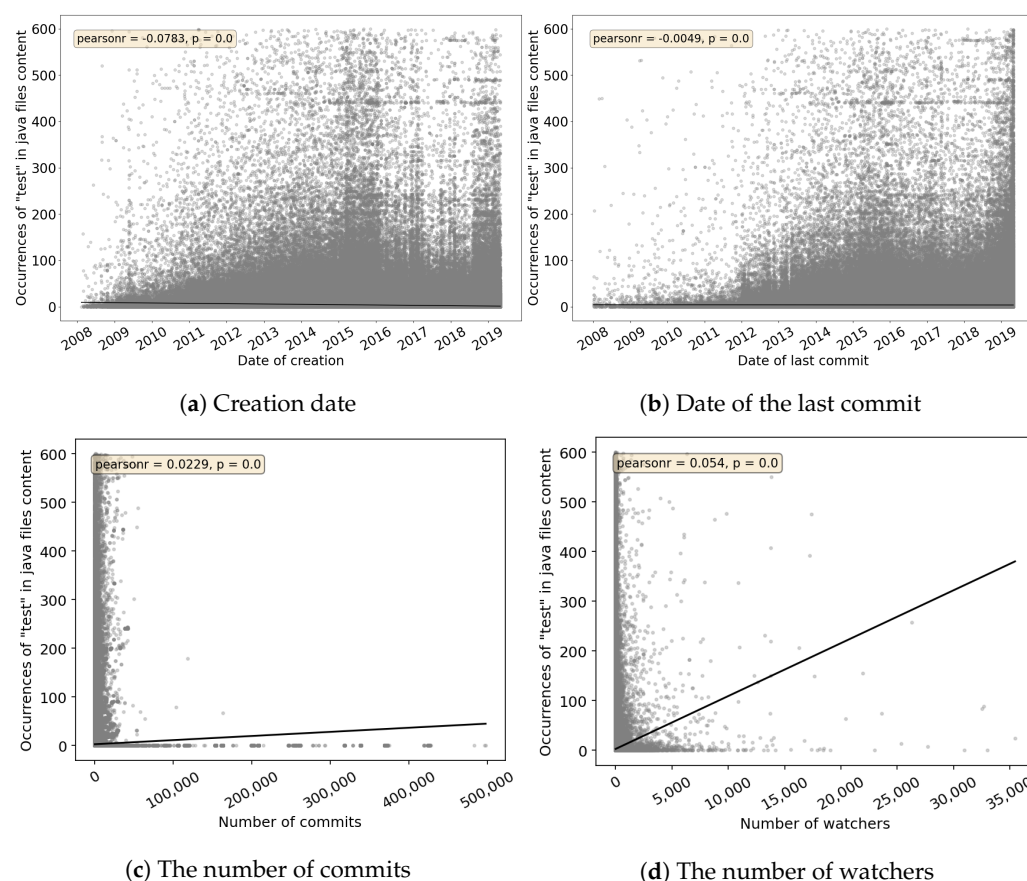 pearsonr = -0.0783, p = 0.0
600
500
400
300
200
100
0
Occurrences of "test" in java files content
2008 2009 2010 2011 2012 2013 2014 2015 2016 2017 2018 2019
Date of creation
(a) Creation date
pearsonr = -0.0049, p = 0.0
600
500
400
300
200
100
0
Occurrences of "test" in java files content
2008 2009 2010 2011 2012 2013 2014 2015 2016 2017 2018 2019
Date of last commit
(b) Date of the last commit
pearsonr = 0.0229, p = 0.0
600
500
400
300
200
100
0
Occurrences of "test" in java files content
0 100,000 200,000 300,000 400,000 500,000
Number of commits
(c) The number of commits
pearsonr = 0.054, p = 0.0
600
500
400
300
200
100
0
Occurrences of "test" in java files content
0 5,000 10,000 15,000 20,000 25,000 30,000 35,000
Number of watchers
(d) The number of watchers